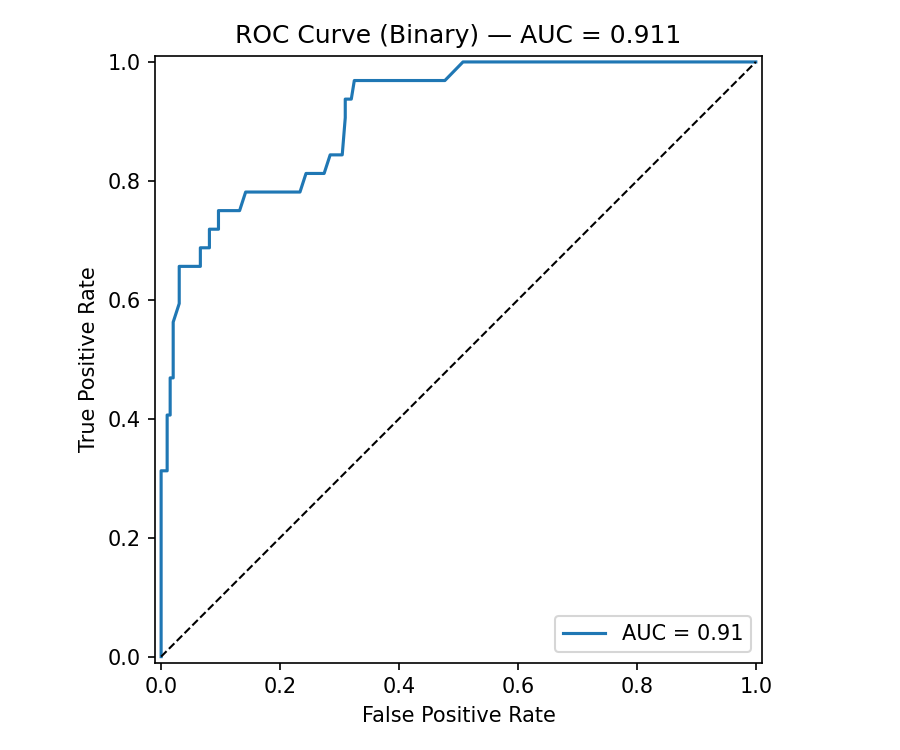 ROC Curve (Binary) — AUC = 0.911
1.0
0.8
0.6
0.4
0.2
0.0
True Positive Rate
AUC = 0.91
0.0 0.2 0.4 0.6 0.8 1.0
False Positive Rate